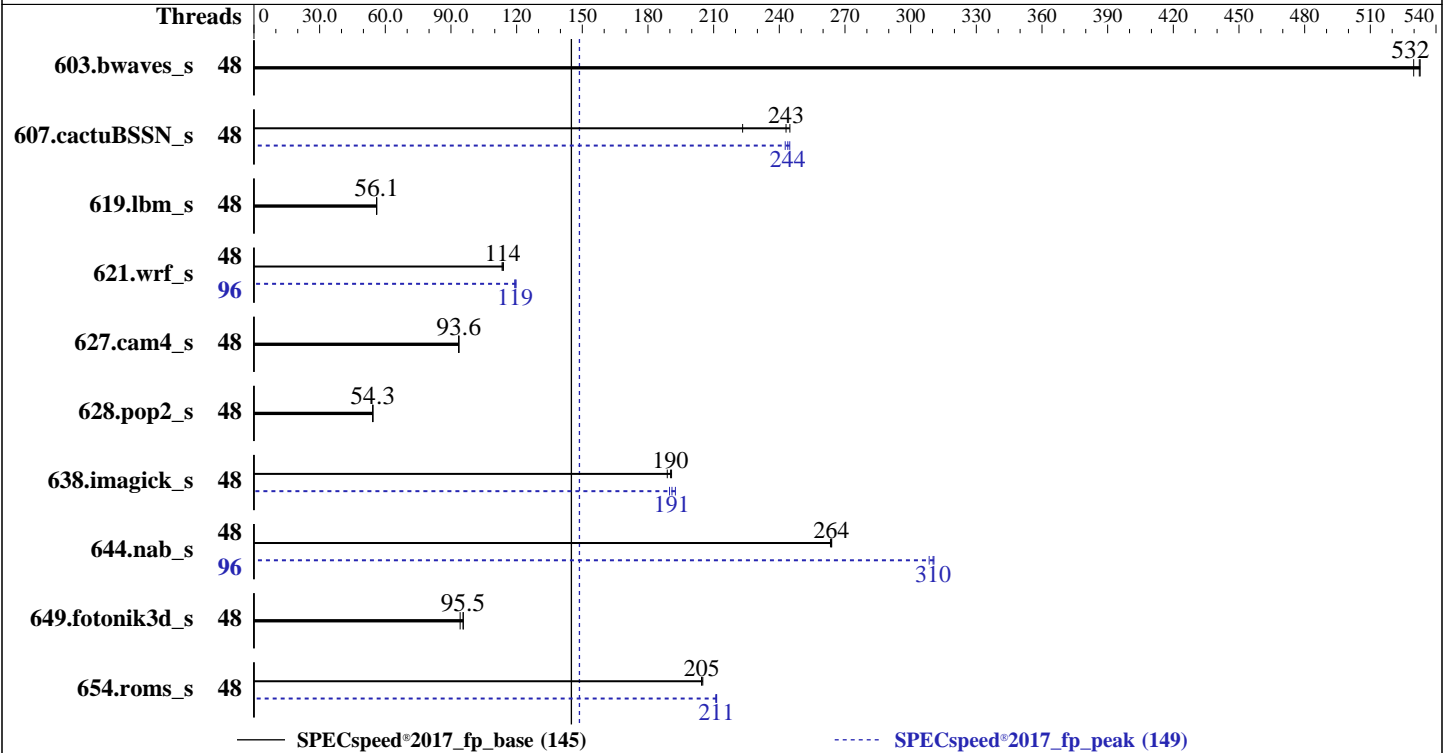 Threads 0 30.0 60.0 90.0 120 150 180 210 240 270 300 330 360 390 420 450 480 510 540
532
603.bwaves_s 48
243
607.cactuBSSN_s 48
244
56.1
619.lbm_s 48
48 114
621.wrf_s
96 119
93.6
627.cam4_s 48
54.3
628.pop2_s 48
190
638.imagick_s 48
191
48 264
644.nab_s
96 310
95.5
649.fotonik3d_s 48
205
654.roms_s 48
211
SPECspeed®2017_fp_base (145) SPECspeed®2017_fp_peak (149)